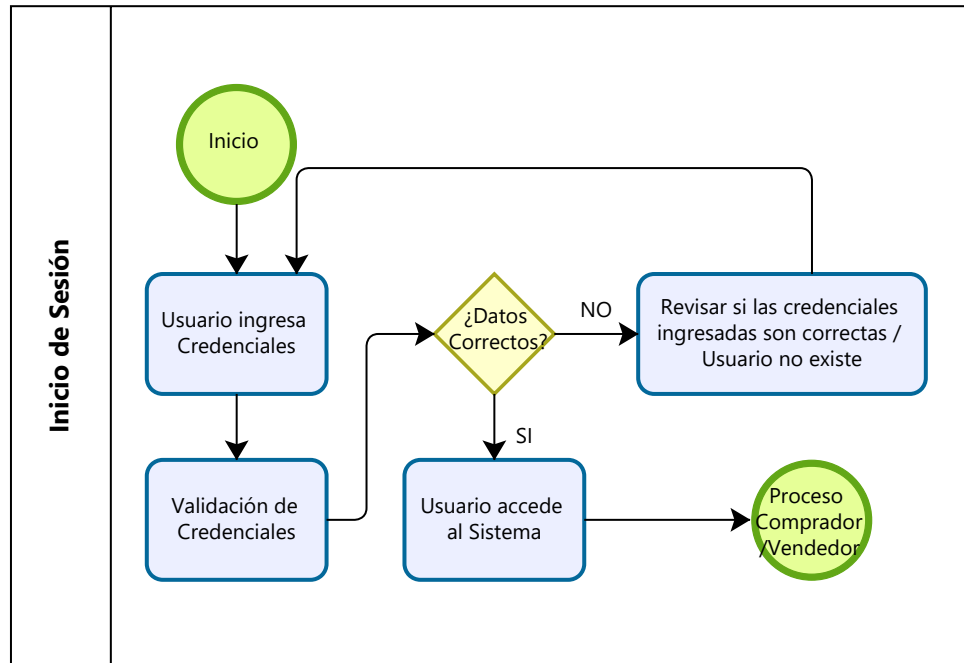 Inicio de Sesión
Inicio
Usuario ingresa
Credenciales
Validación de
Credenciales
¿Datos
Correctos?
NO
Revisar si las credenciales
ingresadas son correctas /
Usuario no existe
SI
Usuario accede
al Sistema
Proceso
Comprador
/Vendedor